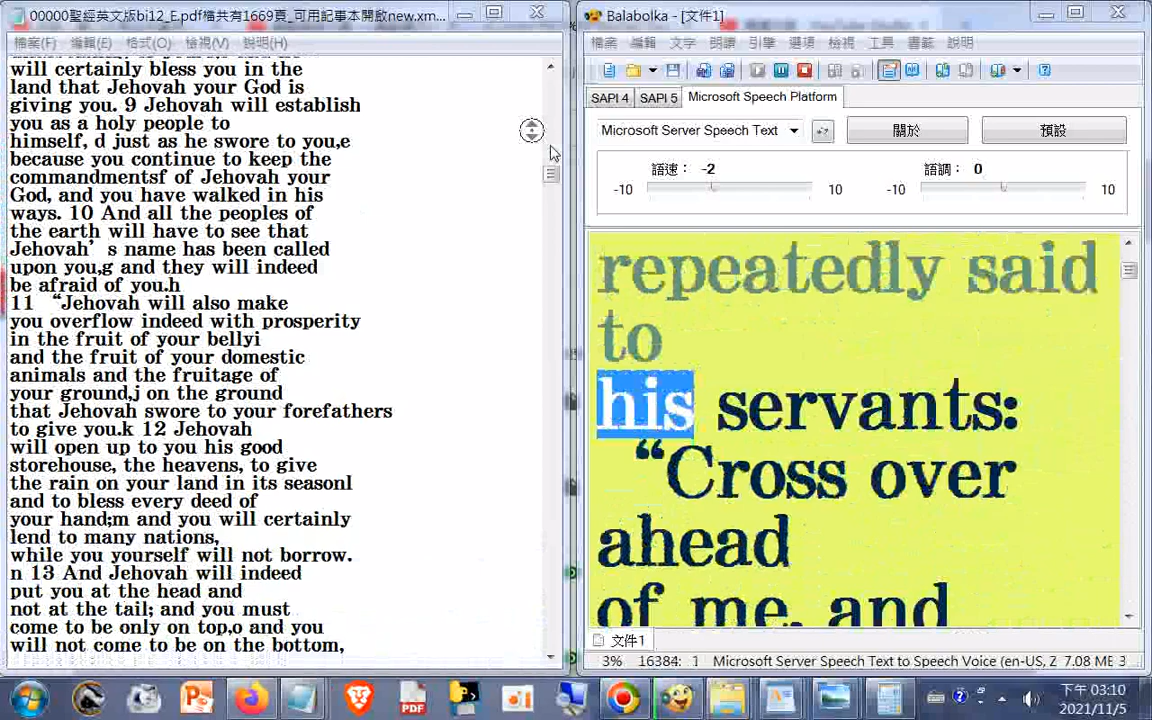 00000聖經英文版bi12_E.pdf檔共有1669頁_可用記事本開啟new.xm...
檔案(F) 編輯(E) 格式(O) 檢視(V) 說明(H)
will certainly bless you in the
land that Jehovah your God is
giving you. 9 Jehovah will establish
you as a holy people to
himself, d just as he swore to you,e
because you continue to keep the
commandmentsf of Jehovah your
God, and you have walked in his
ways. 10 And all the peoples of
the earth will have to see that
Jehovah’s name has been called
upon you,g and they will indeed
be afraid of you.h
11 “Jehovah will also make
you overflow indeed with prosperity
in the fruit of your bellyi
and the fruit of your domestic
animals and the fruitage of
your ground,j on the ground
that Jehovah swore to your forefathers
to give you.k 12 Jehovah
will open up to you his good
storehouse, the heavens, to give
the rain on your land in its seasonl
and to bless every deed of
your hand;m and you will certainly
lend to many nations,
while you yourself will not borrow.
n 13 And Jehovah will indeed
put you at the head and
not at the tail; and you must
come to be only on top,o and you
will not come to be on the bottom,
Balabolka - [文件1]
檔案 編輯 文字 朗讀 引擎 選項 檢視 工具 書籤 說明
SAPI 4 SAPI 5 Microsoft Speech Platform
Microsoft Server Speech Text 關於 預設
語速： -2 語調： 0
-10 10 -10 10
repeatedly said
to
his servants:
“Cross over
ahead
of me, and
文件1
3% 16384: 1 Microsoft Server Speech Text to Speech Voice (en-US, Z 7.08 ME 3
PDF
下午 03:10
2021/11/5